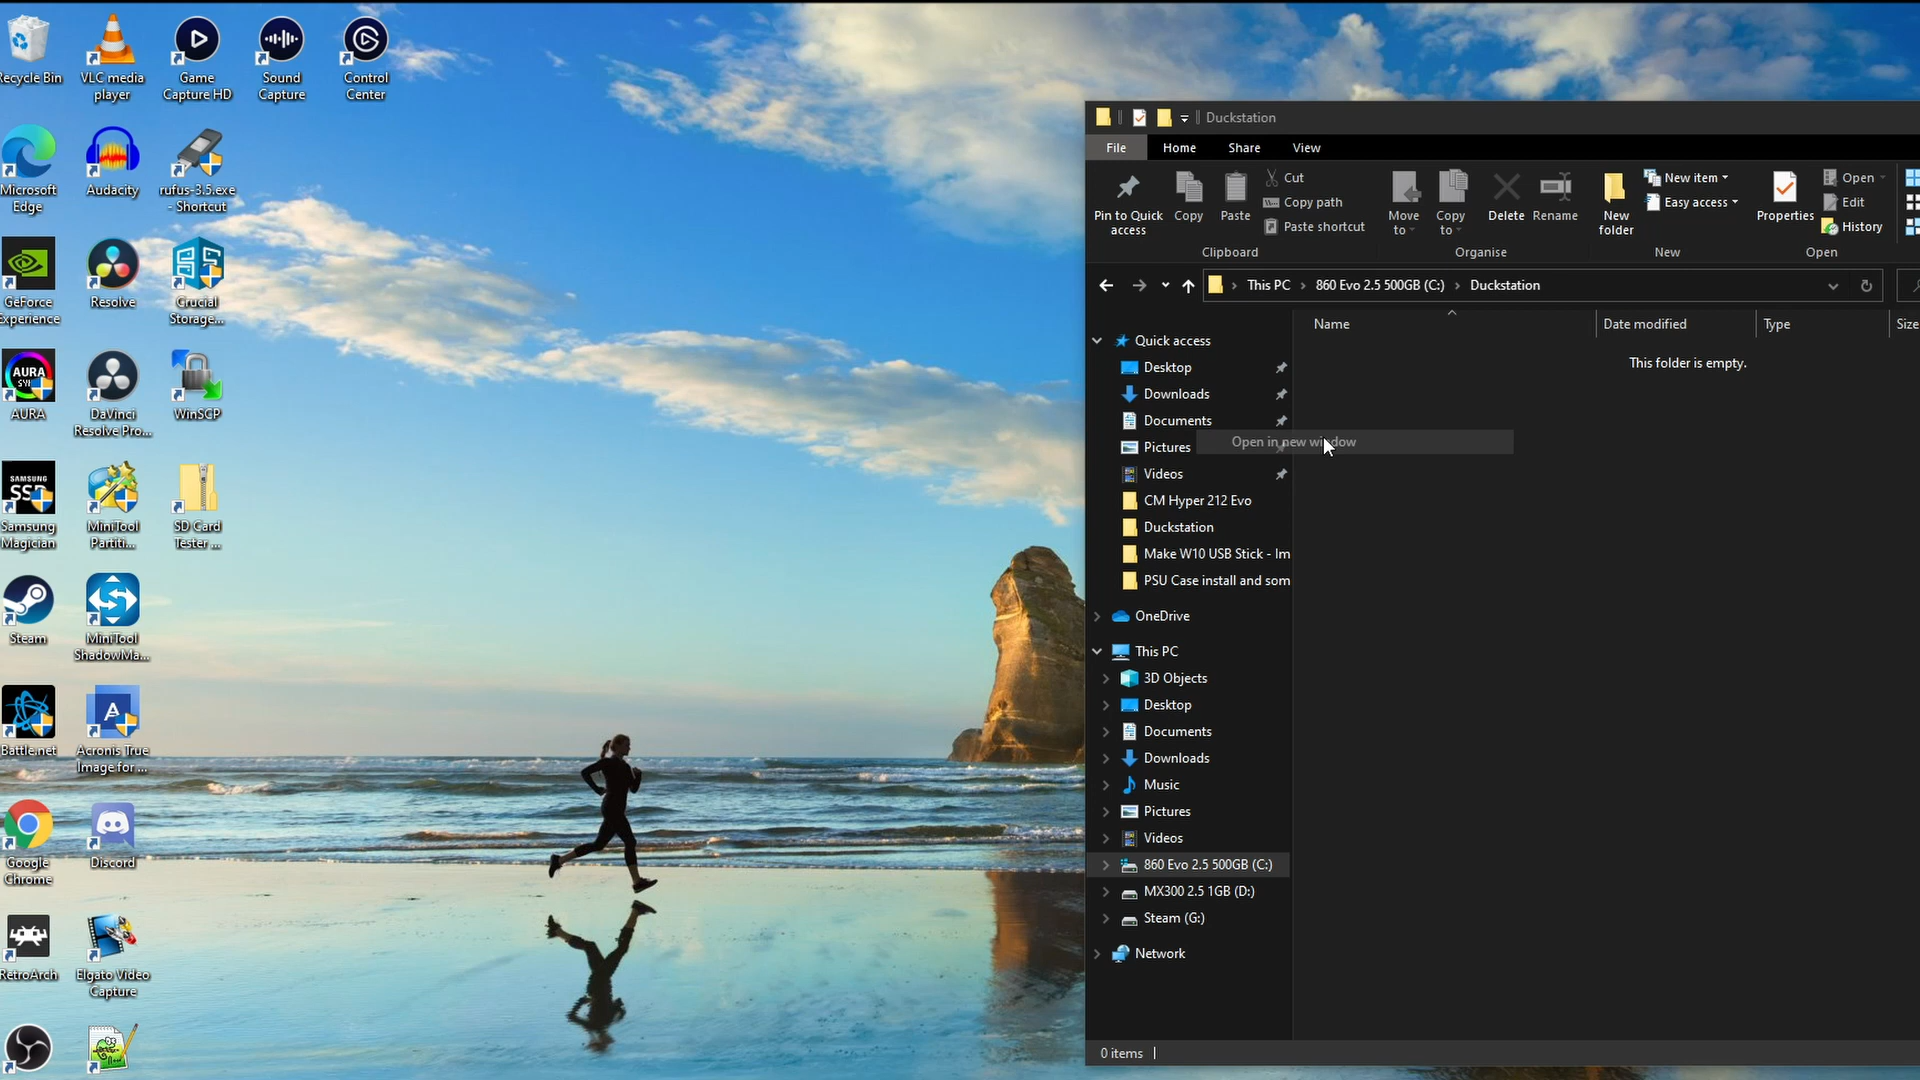 Recycle Bin
VLC media
player
Game
Capture HD
Sound
Capture
Control
Center
Microsoft
Edge
Audacity
rufus-3.5.exe
- Shortcut
GeForce
Experience
Resolve
Crucial
Storage...
AURA
SY
AURA
DaVinci
Resolve Pro...
WinSCP
SAMSUNG
SS
Samsung
Magician
MiniTool
Partiti...
SD Card
Tester ...
Steam
MiniTool
ShadowMa...
Battle.net
A
Acronis True
Image for ...
Google
Chrome
Discord
RetroArch
Elgato Video
Capture
Duckstation
File
Home
Share
View
Pin to Quick
access
Copy
Paste
Cut
Copy path
Paste shortcut
Clipboard
Move
to
Copy
to
Delete
Rename
Organise
New
folder
New item
Easy access
New
Properties
Open
Edit
History
Open
This PC
860 Evo 2.5 500GB (C:)
Duckstation
Name
Date modified
Type
Size
This folder is empty.
Quick access
Desktop
Downloads
Documents
Pictures
Open in new window
Videos
CM Hyper 212 Evo
Duckstation
Make W10 USB Stick - Im
PSU Case install and som
OneDrive
This PC
3D Objects
Desktop
Documents
Downloads
Music
Pictures
Videos
860 Evo 2.5 500GB (C:)
MX300 2.5 1GB (D:)
Steam (G:)
Network
0 items